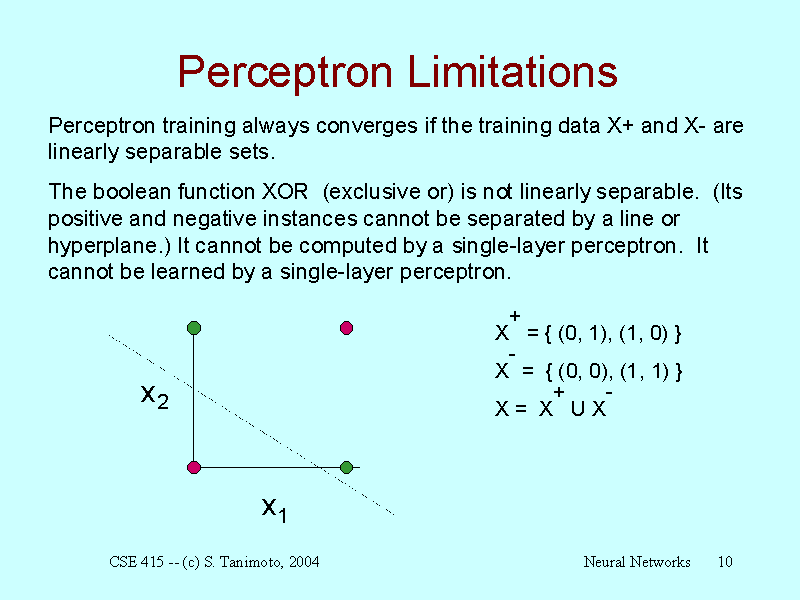 Perceptron Limitations
Perceptron training always converges if the training data X+ and X- are
linearly separable sets.
The boolean function XOR  (exclusive or) is not linearly separable.  (Its
positive and negative instances cannot be separated by a line or
hyperplane.) It cannot be computed by a single-layer perceptron.  It
cannot be learned by a single-layer perceptron.
X⁺ = { (0, 1), (1, 0) }
X⁻ =  { (0, 0), (1, 1) }
X =  X⁺ U X⁻
x₂
x₁
CSE 415 -- (c) S. Tanimoto, 2004
Neural Networks
10